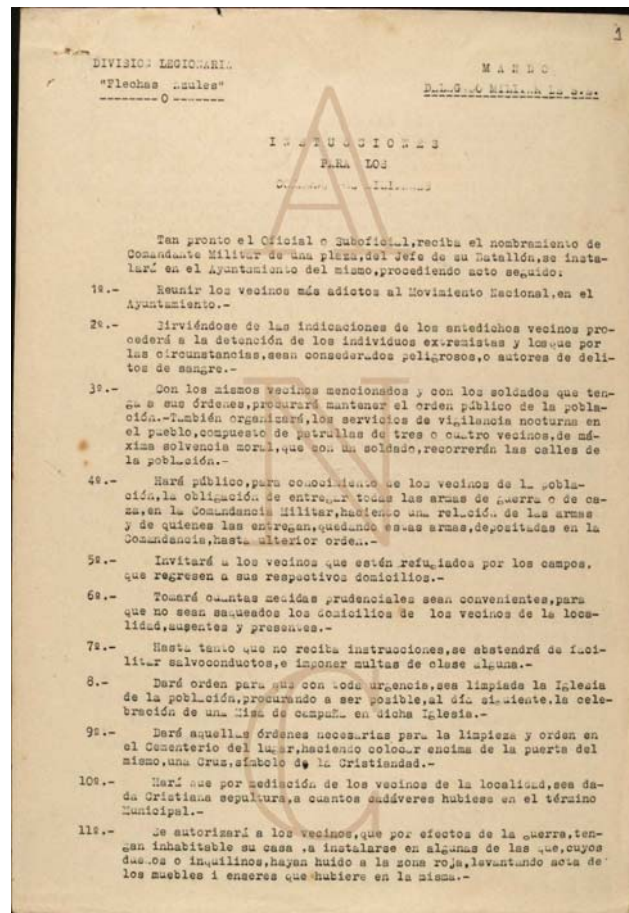 1
DIVISION LEGIONARIA
"Flechas Azules"
--------O-------
M A N D O
DELEGADO MILITAR DE S.E.
I N S T U C C I O N E S
PARA LOS
MILITARES
Tan pronto el Oficial o Suboficial,reciba el nombramiento de
Comandante Militar de una plaza,del Jefe de su Batallón,se insta-
lará en el Ayuntamiento del mismo,procediendo acto seguido:
1º.- Reunir los vecinos más adictos al Movimiento Nacional,en el
Ayuntamiento.-
2º.- Sirviéndose de las indicaciones de los antedichos vecinos pro-
cederá a la detención de los individuos extremistas y losque por
las circunstancias,sean consederados peligrosos,o autores de deli-
tos de sangre.-
3º.- Con los mismos vecinos mencionados y con los soldados que ten-
ga a sus órdenes,procurará mantener el orden público de la pobla-
ción.-También organizará,los servicios de vigilancia nocturna en
el pueblo,compuesto de patrullas de tres o cuatro vecinos,de má-
xima solvencia moral,que con un soldado,recorrerán las calles de
la población.-
4º.- Hará público,para conocimiento de los vecinos de la pobla-
ción,la obligación de entregar todas las armas de guerra o de ca-
za,en la Comandancia Militar,haciendo una relación de las armas
y de quienes las entregan,quedando estas armas,depositadas en la
Comandancia,hasta ulterior orden.-
5º.- Invitará a los vecinos que estén refugiados por los campos,
que regresen a sus respectivos domicilios.-
6º.- Tomará cuantas medidas prudenciales sean convenientes,para
que no sean saqueados los domicilios de los vecinos de la loca-
lidad,ausentes y presentes.-
7º.- Hasta tanto que no reciba instrucciones,se abstendrá de faci-
litar salvoconductos,e imponer multas de clase alguna.-
8.- Dará orden para que con toda urgencia,sea limpiada la Iglesia
de la población,procurando a ser posible,al día siguiente,la cele-
bración de una Misa de campaña en dicha Iglesia.-
9º.- Dará aquellas órdenes necesarias para la limpieza y orden en
el Cementerio del lugar,haciendo colocar encima de la puerta del
mismo,una Cruz,símbolo de la Cristiandad.-
10º.- Hará que por mediación de los vecinos de la localidad,sea da-
da Cristiana sepultura,a cuantos cadáveres hubiese en el término
Municipal.-
11º.- Se autorizará a los vecinos,que por efectos de la guerra,ten-
gan inhabitable su casa ,a instalarse en algunas de las que,cuyos
dueños o inquilinos,hayan huido a la zona roja,levantando acta de
los muebles i enseres que hubiere en la misma.-
A
N
C